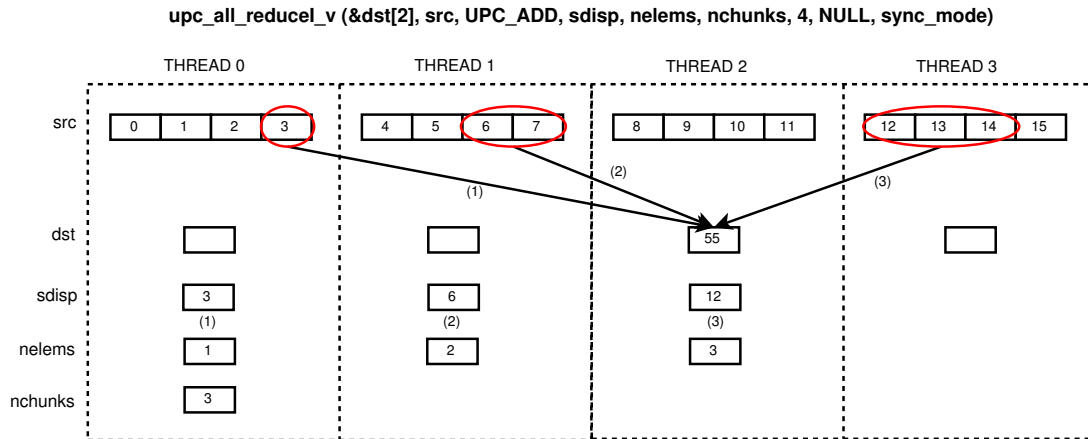 upc_all_reduceI_v (&dst[2], src, UPC_ADD, sdisp, nelems, nchunks, 4, NULL, sync_mode)
THREAD 0 THREAD 1 THREAD 2 THREAD 3
src 0 1 2 3 4 5 6 7 8 9 10 11 12 13 14 15
(1) (2) (3)
dst 55
sdisp 3 6 12
(1) (2) (3)
nelems 1 2 3
nchunks 3